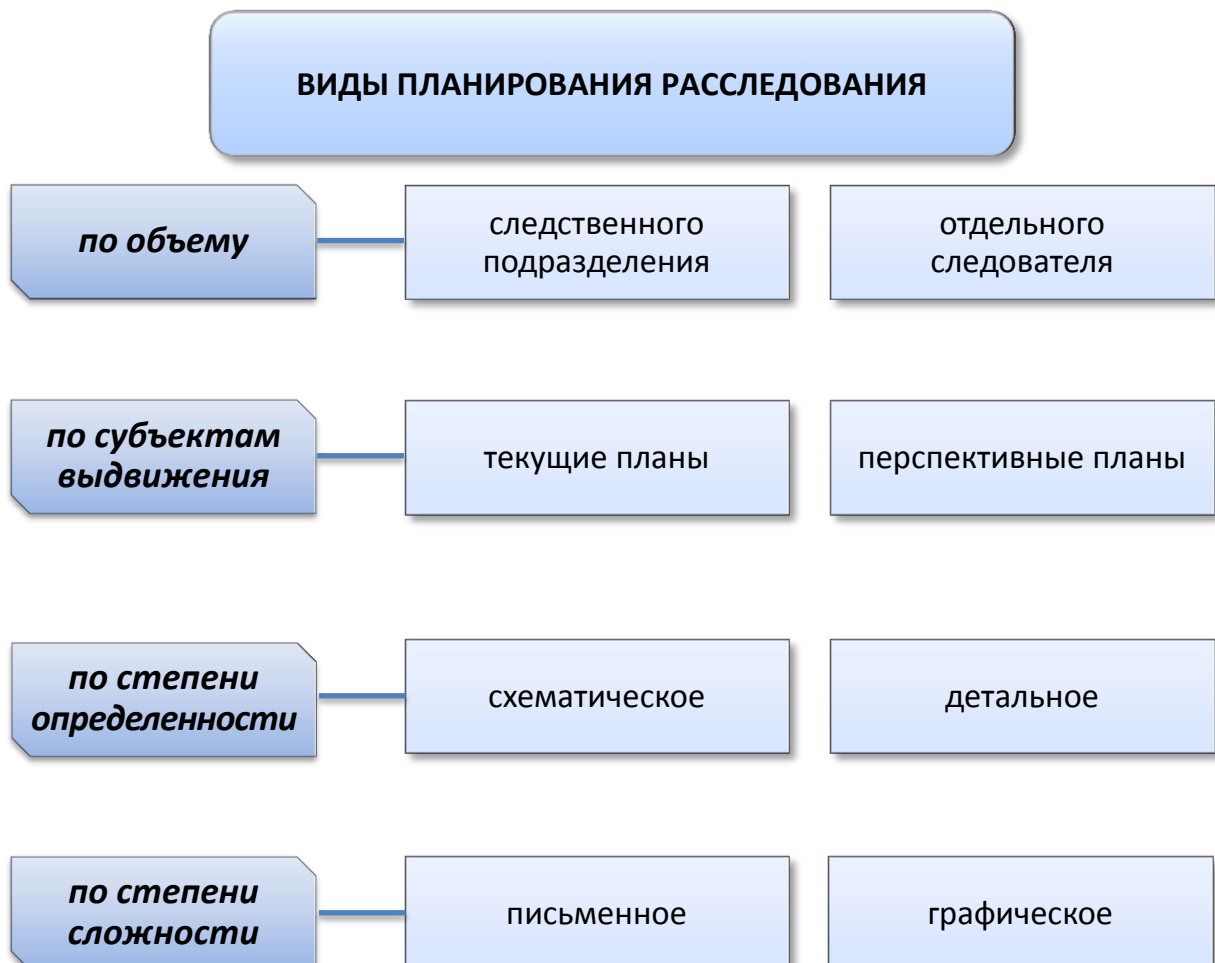 ВИДЫ ПЛАНИРОВАНИЯ РАССЛЕДОВАНИЯ
по объему
следственного
подразделения
отдельного
следователя
по субъектам
выдвижения
текущие планы
перспективные планы
по степени
определенности
схематическое
детальное
по степени
сложности
письменное
графическое